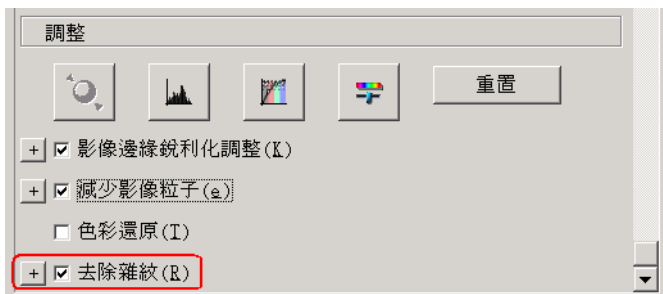 調整
重置
影像邊緣銳利化調整(K)
減少影像粒子(e)
色彩還原(T)
去除雜紋(R)